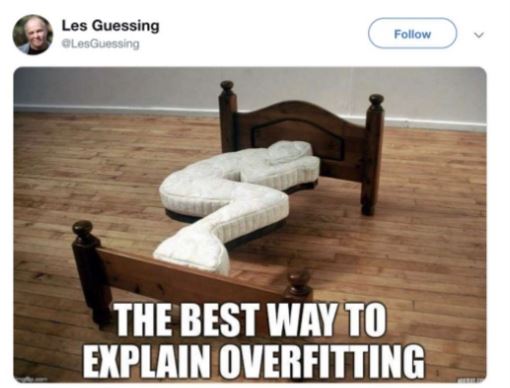 Les Guessing
@LesGuessing
Follow
THE BEST WAY TO
EXPLAIN OVERFITTING